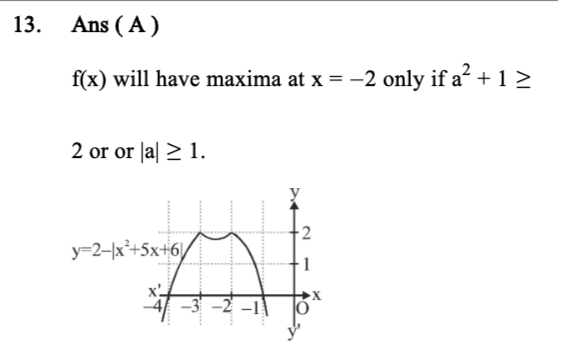 13. Ans ( A )
f(x) will have maxima at x = −2 only if a² + 1 ≥
2 or or |a| ≥ 1.
y
2
y=2–|x²+5x+6|
1
x'
x
–4 –3 –2 –1 O
y'